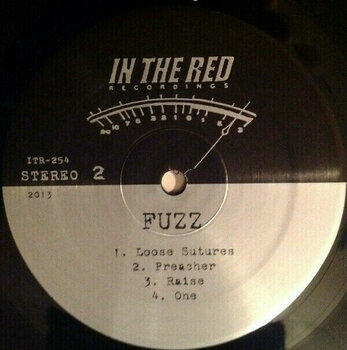 IN THE RED
RECORDINGS
ITR-254
STEREO 2
2013
FUZZ
1. Loose Sutures
2. Preacher
3. Raise
4. One